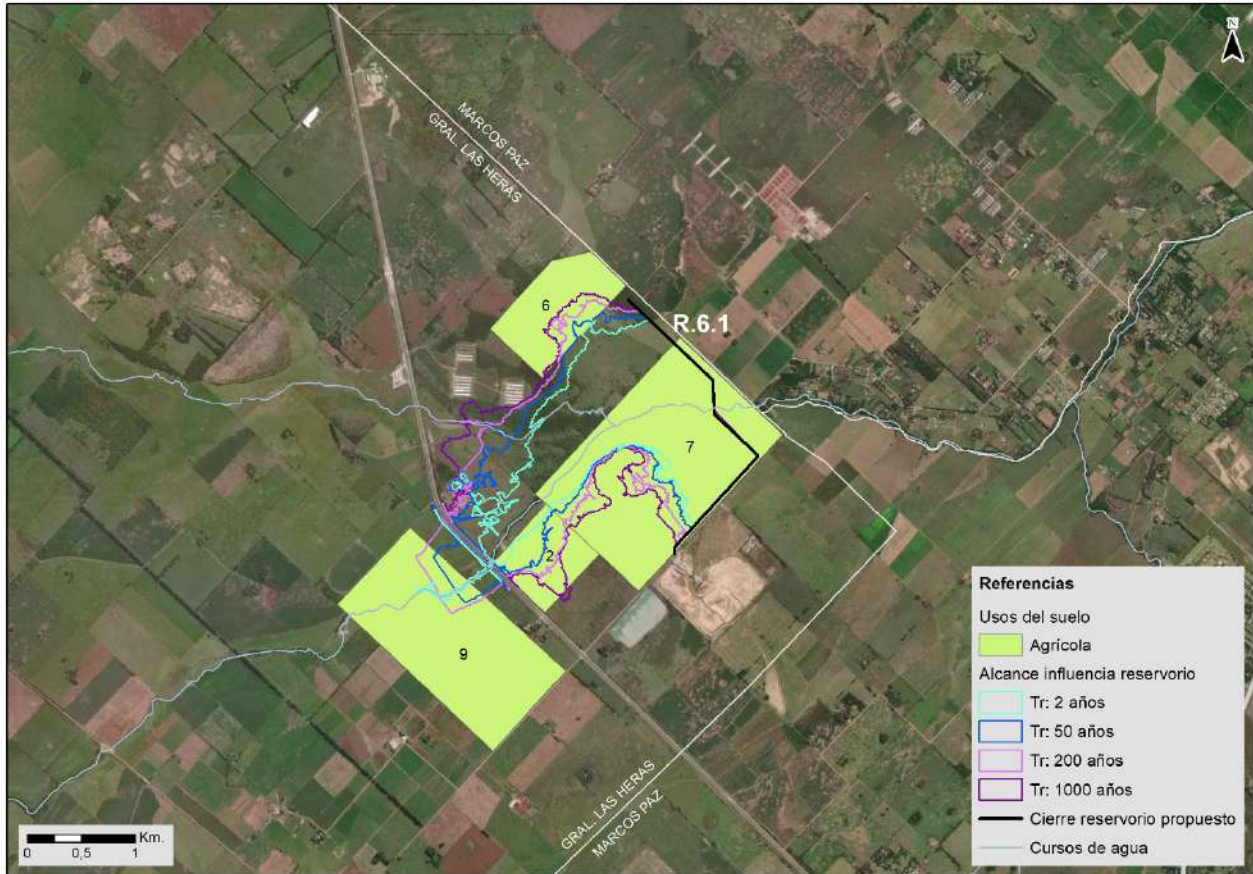 N
MARCOS PAZ
GRAL. LAS HERAS
6
R.6.1
7
2
9
GRAL. LAS HERAS
MARCOS PAZ
Referencias
Usos del suelo
Agrícola
Alcance influencia reservorio
Tr: 2 años
Tr: 50 años
Tr: 200 años
Tr: 1000 años
Cierre reservorio propuesto
Cursos de agua
Km.
0 0,5 1